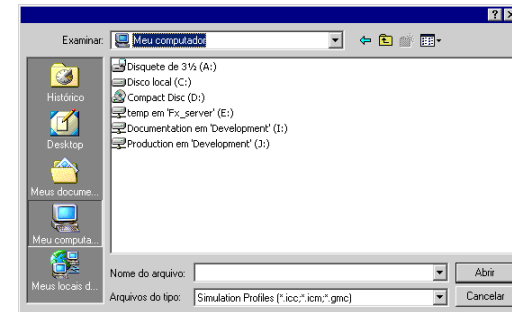 Examinar: Meu computador
Disquete de 3½ (A:)
Disco local (C:)
Compact Disc (D:)
temp em 'Fx_server' (E:)
Documentation em 'Development' (I:)
Production em 'Development' (J:)
Histórico
Desktop
Meus docume...
Meu computa...
Meus locais d...
Nome do arquivo: Abrir
Arquivos do tipo: Simulation Profiles (*.icc;*.icm;*.gmc) Cancelar